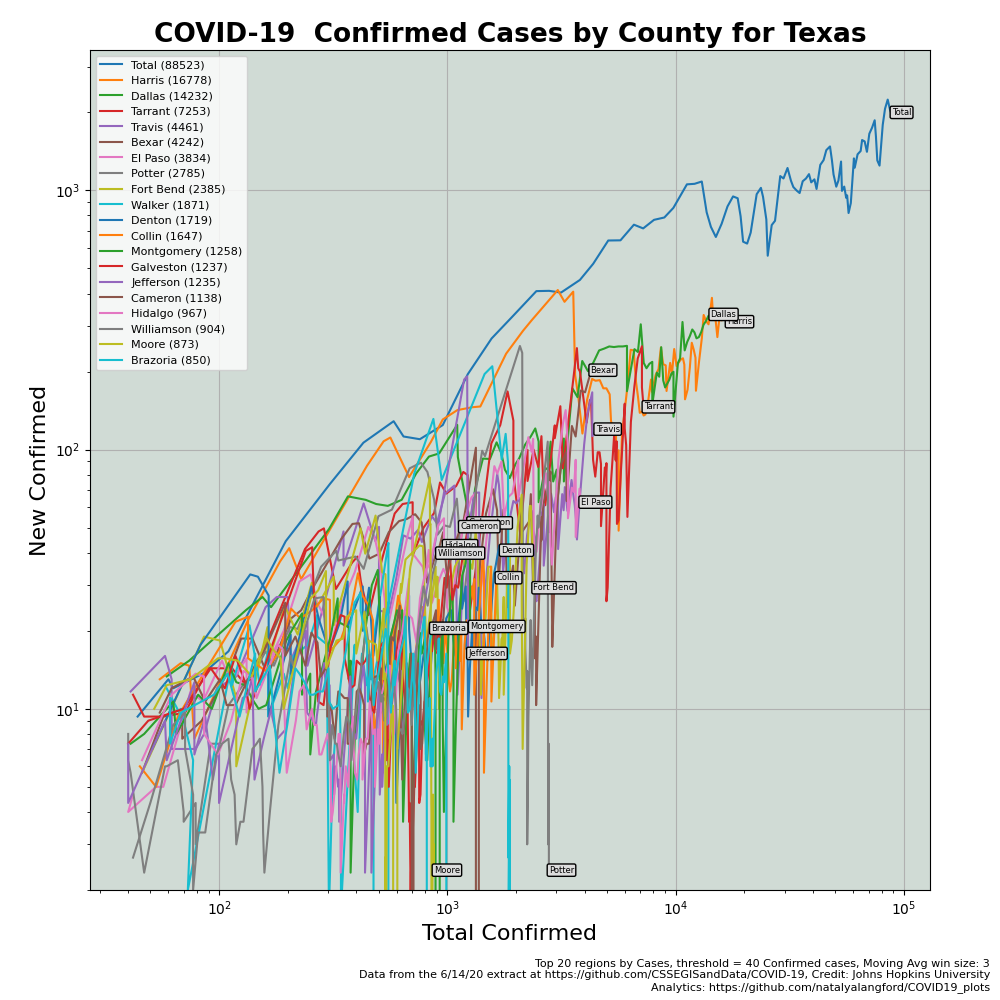 COVID-19  Confirmed Cases by County for Texas
Total (88523)
Harris (16778)
Dallas (14232)
Tarrant (7253)
Travis (4461)
Bexar (4242)
El Paso (3834)
Potter (2785)
Fort Bend (2385)
Walker (1871)
Denton (1719)
Collin (1647)
Montgomery (1258)
Galveston (1237)
Jefferson (1235)
Cameron (1138)
Hidalgo (967)
Williamson (904)
Moore (873)
Brazoria (850)
Total
Dallas
Harris
Bexar
Tarrant
Travis
El Paso
Cameron
Hidalgo
Williamson
Denton
Collin
Fort Bend
Brazoria
Montgomery
Jefferson
Moore
Potter
New Confirmed
10³
10²
10¹
10²
10³
10⁴
10⁵
Total Confirmed
Top 20 regions by Cases, threshold = 40 Confirmed cases, Moving Avg win size: 3
Data from the 6/14/20 extract at https://github.com/CSSEGISandData/COVID-19, Credit: Johns Hopkins University
Analytics: https://github.com/natalyalangford/COVID19_plots